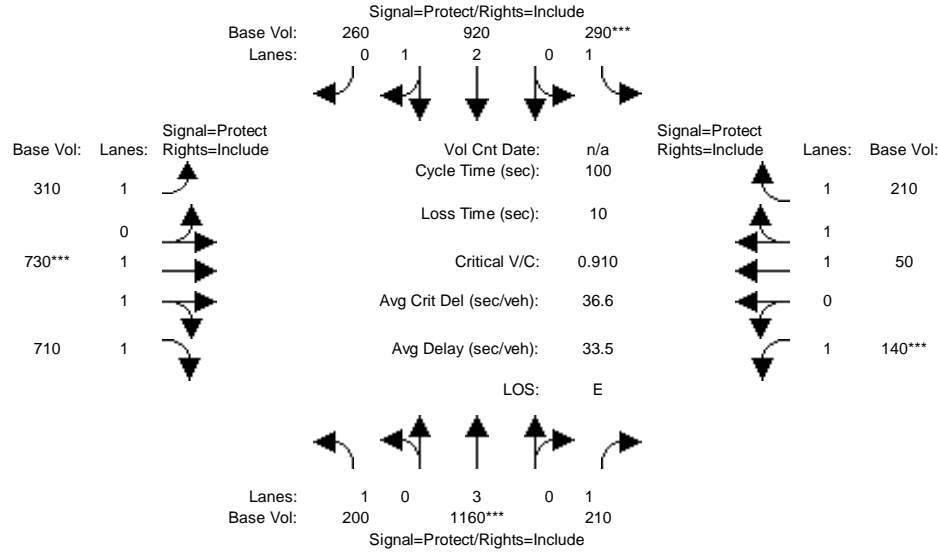 Signal=Protect/Rights=Include
Base Vol: 260 920 290***
Lanes: 0 1 2 0 1
Signal=Protect
Rights=Include
Base Vol: Lanes:
310 1
0
730*** 1
1
710 1
Vol Cnt Date: n/a
Cycle Time (sec): 100
Loss Time (sec): 10
Critical V/C: 0.910
Avg Crit Del (sec/veh): 36.6
Avg Delay (sec/veh): 33.5
LOS: E
Signal=Protect
Rights=Include
Lanes: Base Vol:
1 210
1
1 50
0
1 140***
Lanes: 1 0 3 0 1
Base Vol: 200 1160*** 210
Signal=Protect/Rights=Include